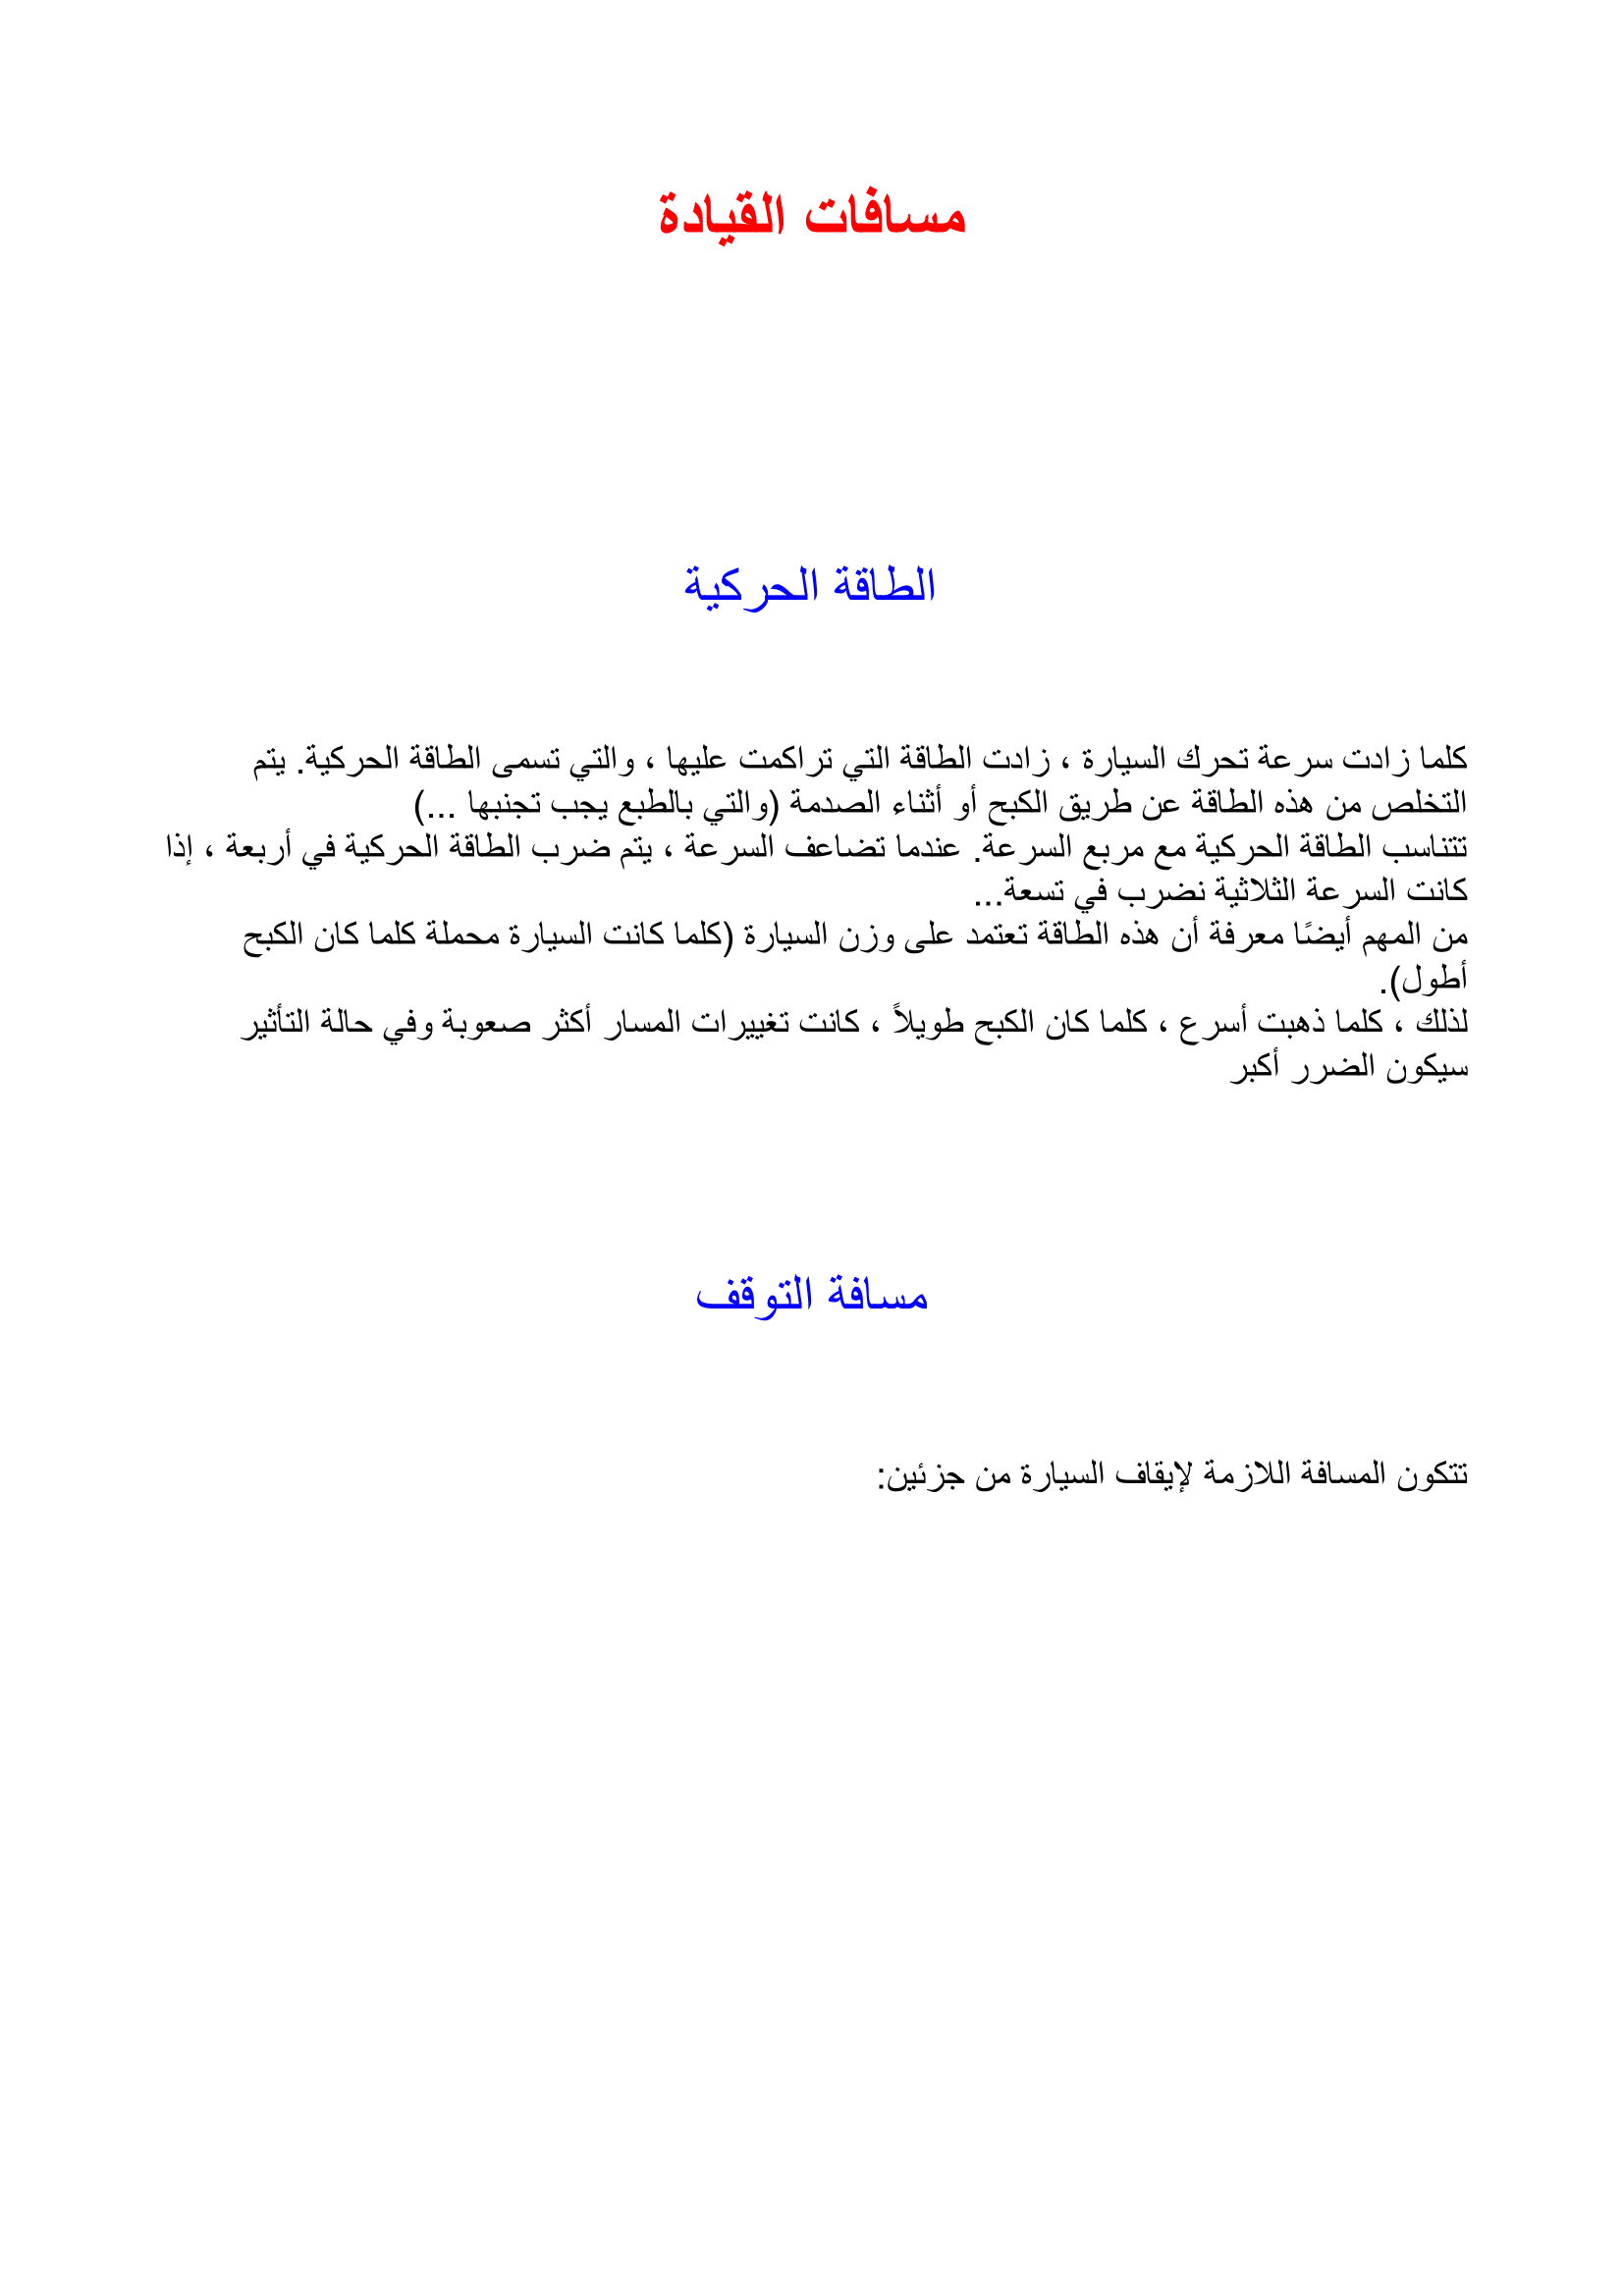 مسافات القيادة
الطاقة الحركية
كلما زادت سرعة تحرك السيارة ، زادت الطاقة التي تراكمت عليها ، والتي تسمى الطاقة الحركية. يتم
التخلص من هذه الطاقة عن طريق الكبح أو أثناء الصدمة (والتي بالطبع يجب تجنبها ...)
تتناسب الطاقة الحركية مع مربع السرعة. عندما تضاعف السرعة ، يتم ضرب الطاقة الحركية في أربعة ، إذا
كانت السرعة الثلاثية نضرب في تسعة...
من المهم أيضًا معرفة أن هذه الطاقة تعتمد على وزن السيارة (كلما كانت السيارة محملة كلما كان الكبح
أطول).
لذلك ، كلما ذهبت أسرع ، كلما كان الكبح طويلاً ، كانت تغييرات المسار أكثر صعوبة وفي حالة التأثير
سيكون الضرر أكبر
مسافة التوقف
تتكون المسافة اللازمة لإيقاف السيارة من جزئين: